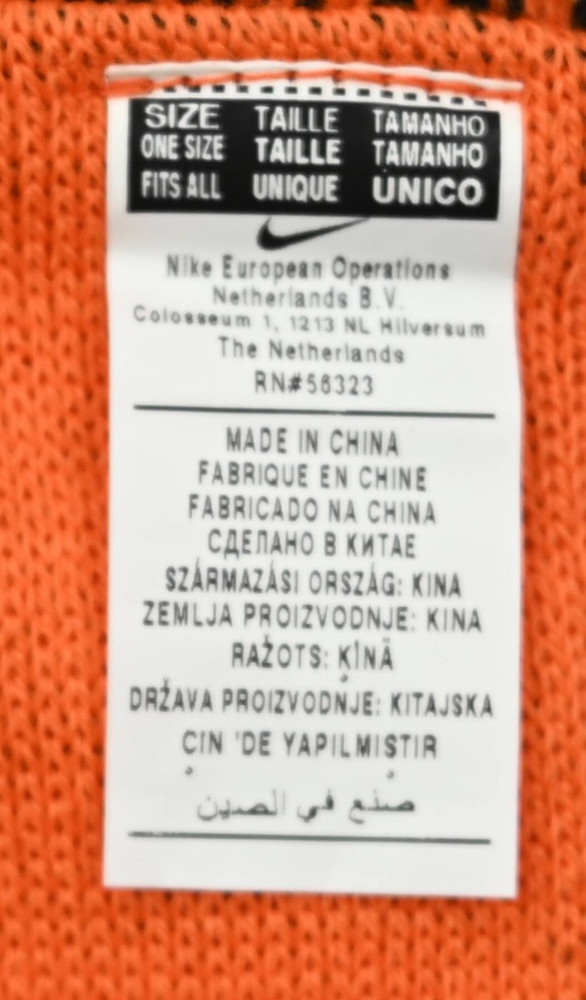 SIZE TAILLE TAMANHO
ONE SIZE TAILLE TAMANHO
FITS ALL UNIQUE UNICO
Nike European Operations
Netherlands B.V.
Colosseum 1, 1213 NL Hilversum
The Netherlands
RN#56323
MADE IN CHINA
FABRIQUE EN CHINE
FABRICADO NA CHINA
СДЕЛАНО В КИТАЕ
SZÁRMAZÁSI ORSZÁG: KINA
ZEMLJA PROIZVODNJE: KINA
RAŽOTS: ĶĪNĀ
DRŽAVA PROIZVODNJE: KITAJSKA
ÇIN 'DE YAPILMIŞTIR
صنع في الصين